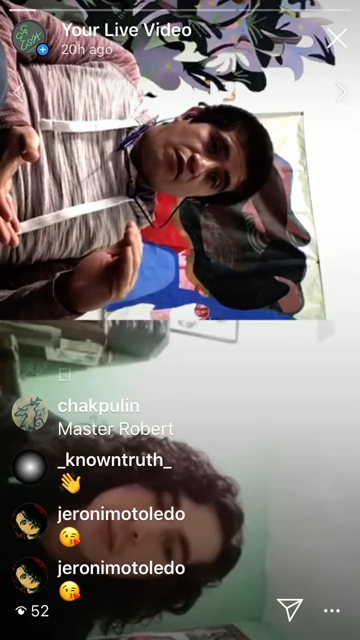 Your Live Video
20h ago
chakpulin
Master Robert
_knowntruth_
👋
jeronimotoledo
😘
jeronimotoledo
😘
52